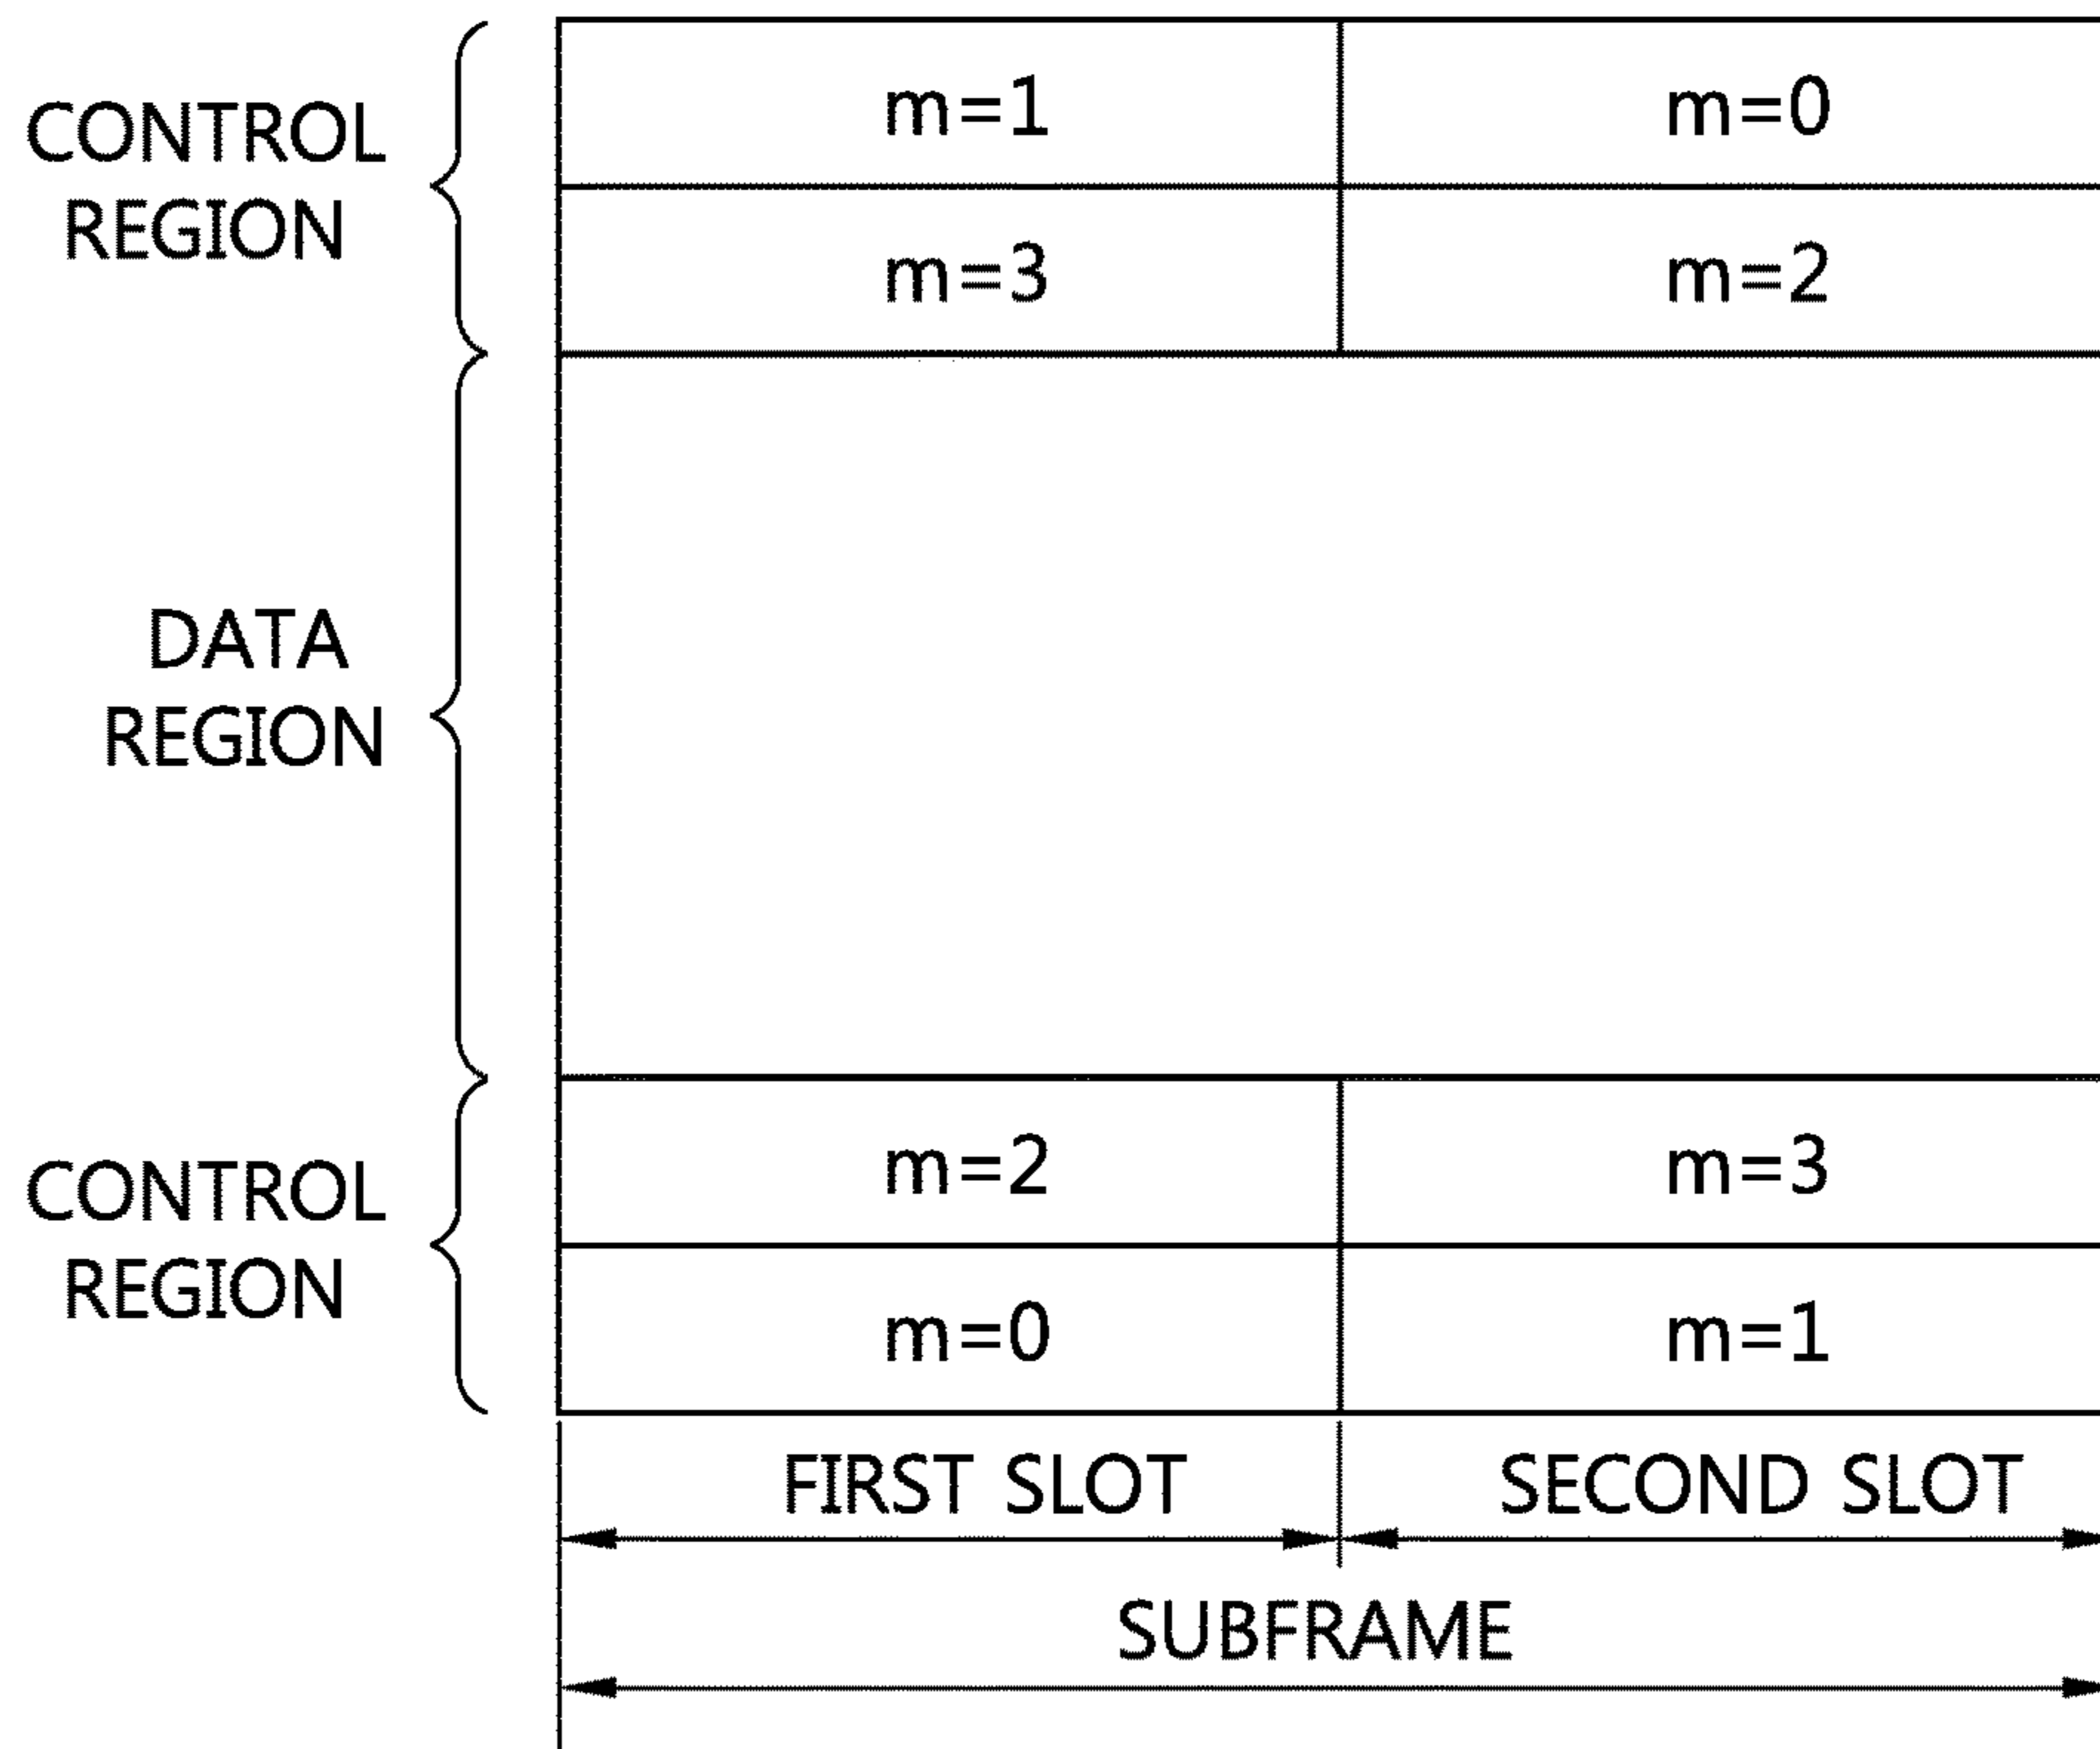 CONTROL
REGION
m=1 m=0
m=3 m=2
DATA
REGION
CONTROL
REGION
m=2 m=3
m=0 m=1
FIRST SLOT SECOND SLOT
SUBFRAME